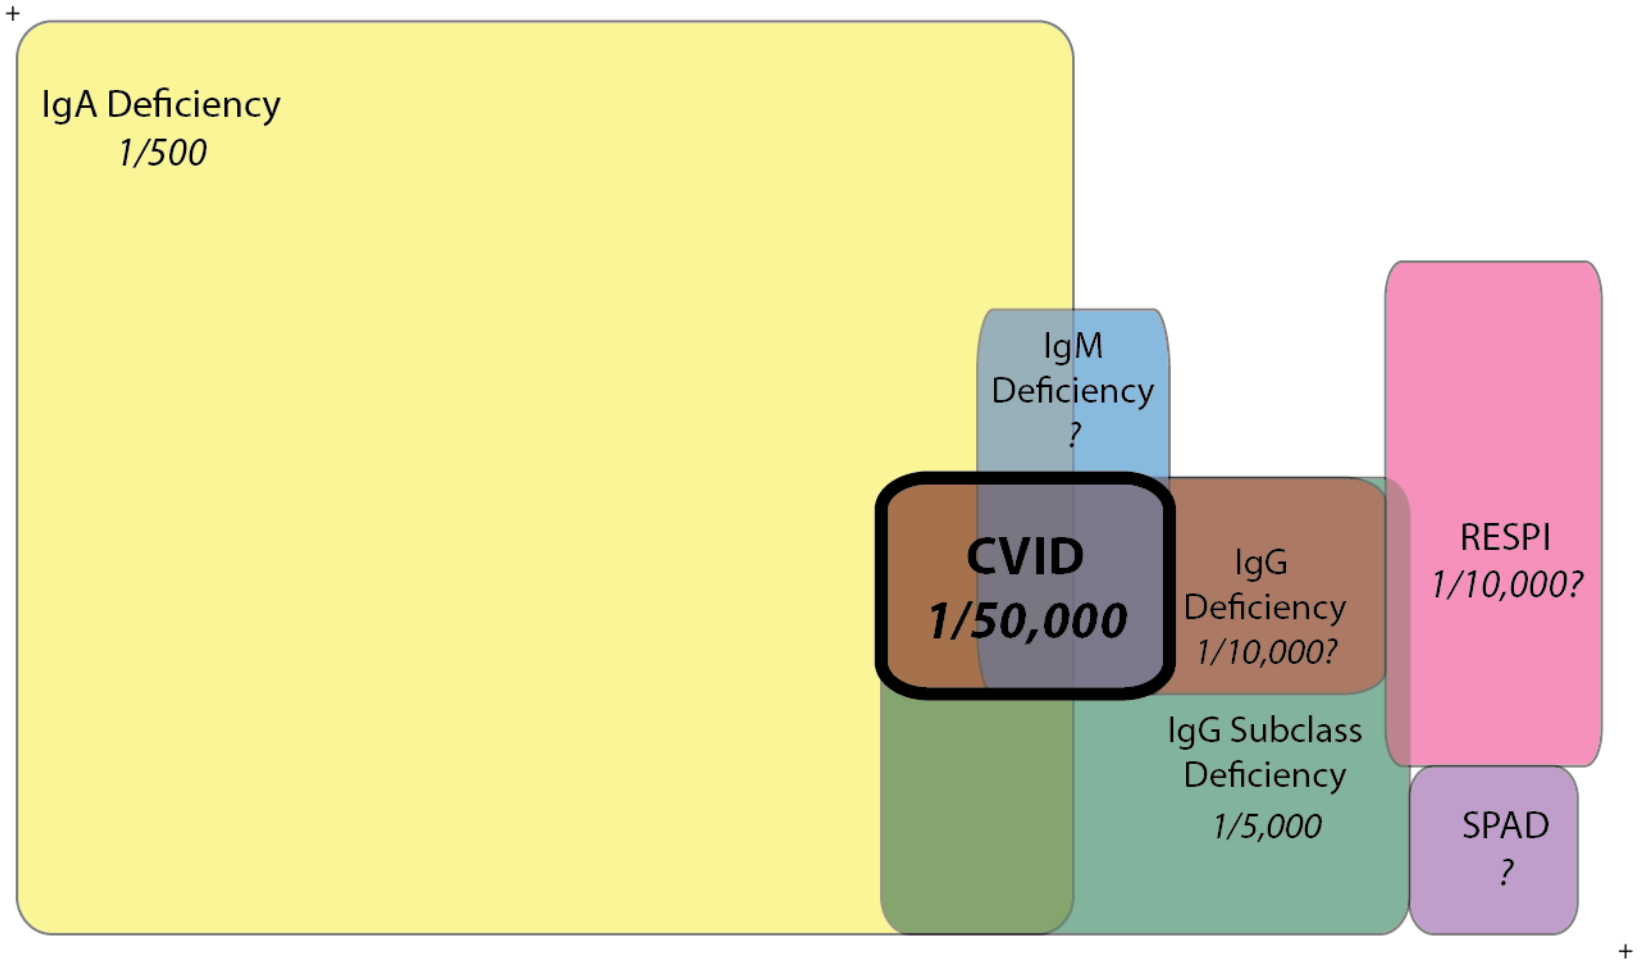 +
IgA Deficiency
1/500
IgM
Deficiency
?
CVID
1/50,000
IgG
Deficiency
1/10,000?
RESPI
1/10,000?
IgG Subclass
Deficiency
1/5,000
SPAD
?
+